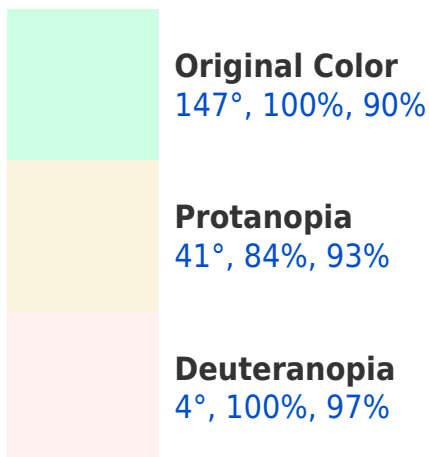 Original Color
147°, 100%, 90%
Protanopia
41°, 84%, 93%
Deuteranopia
4°, 100%, 97%